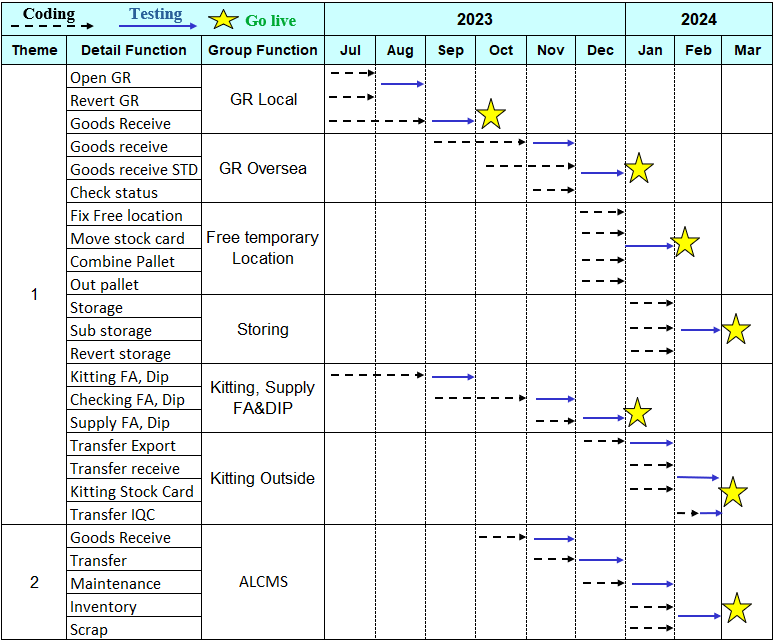 Coding Testing Go live 2023 2024
Theme Detail Function Group Function Jul Aug Sep Oct Nov Dec Jan Feb Mar
Open GR
Revert GR GR Local
Goods Receive
Goods receive
Goods receive STD GR Oversea
Check status
Fix Free location
Move stock card Free temporary
Combine Pallet Location
Out pallet
1
Storage
Sub storage Storing
Revert storage
Kitting FA, Dip
Checking FA, Dip Kitting, Supply
Supply FA, Dip FA&DIP
Transfer Export
Transfer receive Kitting Outside
Kitting Stock Card
Transfer IQC
Goods Receive
Transfer
2 Maintenance ALCMS
Inventory
Scrap